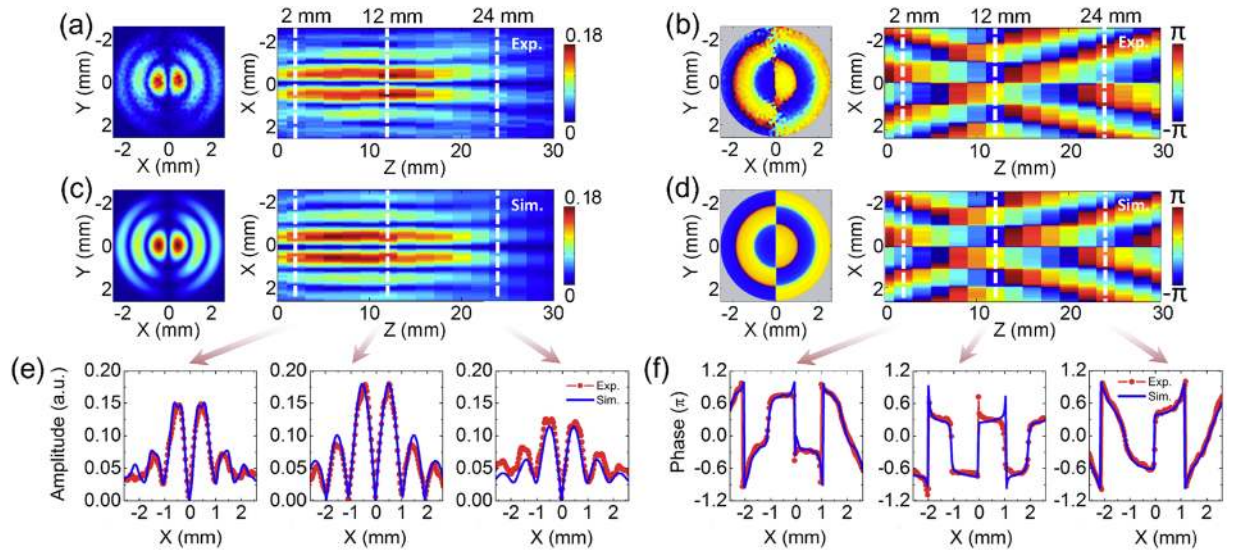 (a) 2 mm 12 mm 24 mm (b) 2 mm 12 mm 24 mm
-2 -2 Exp. 0.18 -2 -2 Exp. π
Y (mm) 0 X (mm) 0 Y (mm) 0 X (mm) 0
2 2 0 2 2 -π
-2 0 2 0 10 20 30 -2 0 2 0 10 20 30
X (mm) Z (mm) X (mm) Z (mm)
(c) (d)
-2 -2 Sim. 0.18 -2 -2 Sim. π
Y (mm) 0 X (mm) 0 Y (mm) 0 X (mm) 0
2 2 0 2 2 -π
-2 0 2 0 10 20 30 -2 0 2 0 10 20 30
X (mm) Z (mm) X (mm) Z (mm)
(e) (f)
Amplitude (a.u.) 0.20 0.20 0.20 Exp. Phase (π) 1.2 1.2 1.2 Exp.
0.15 0.15 0.15 Sim. 0.6 0.6 0.6 Sim.
0.10 0.10 0.10 0.0 0.0 0.0
0.05 0.05 0.05 -0.6 -0.6 -0.6
0.00 0.00 0.00 -1.2 -1.2 -1.2
-2 -1 0 1 2 -2 -1 0 1 2 -2 -1 0 1 2 -2 -1 0 1 2 -2 -1 0 1 2 -2 -1 0 1 2
X (mm) X (mm) X (mm) X (mm) X (mm) X (mm)